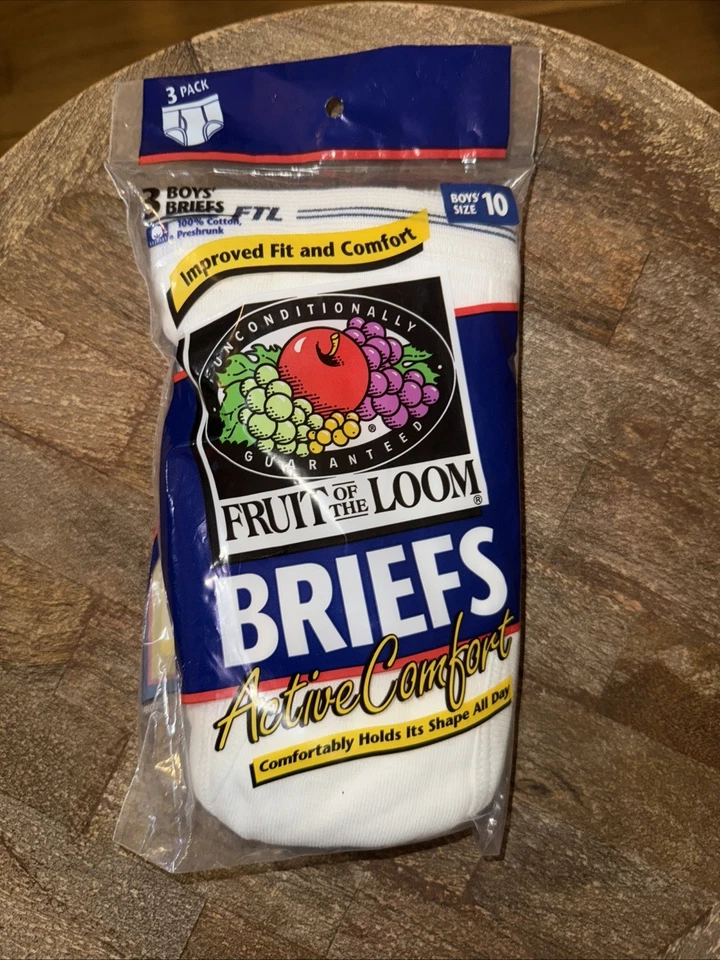 3 PACK
3 BOYS'
BRIEFS
FTL
100% Cotton,
Preshrunk
BOYS'
SIZE 10
Improved Fit and Comfort
UNCONDITIONALLY
®
GUARANTEED
FRUIT OF THE LOOM®
BRIEFS
Active Comfort
Comfortably Holds Its Shape All Day